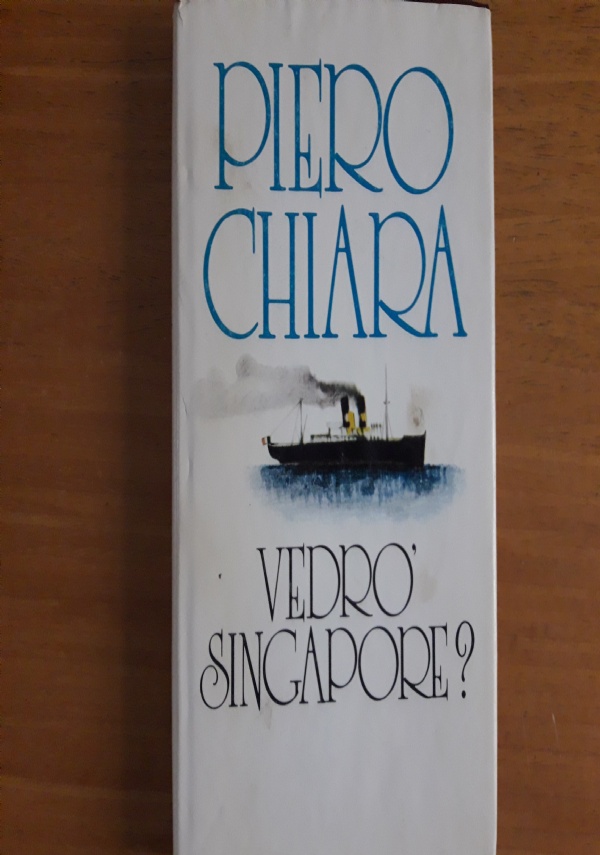 PIERO
CHIARA
VEDRO'
SINGAPORE?